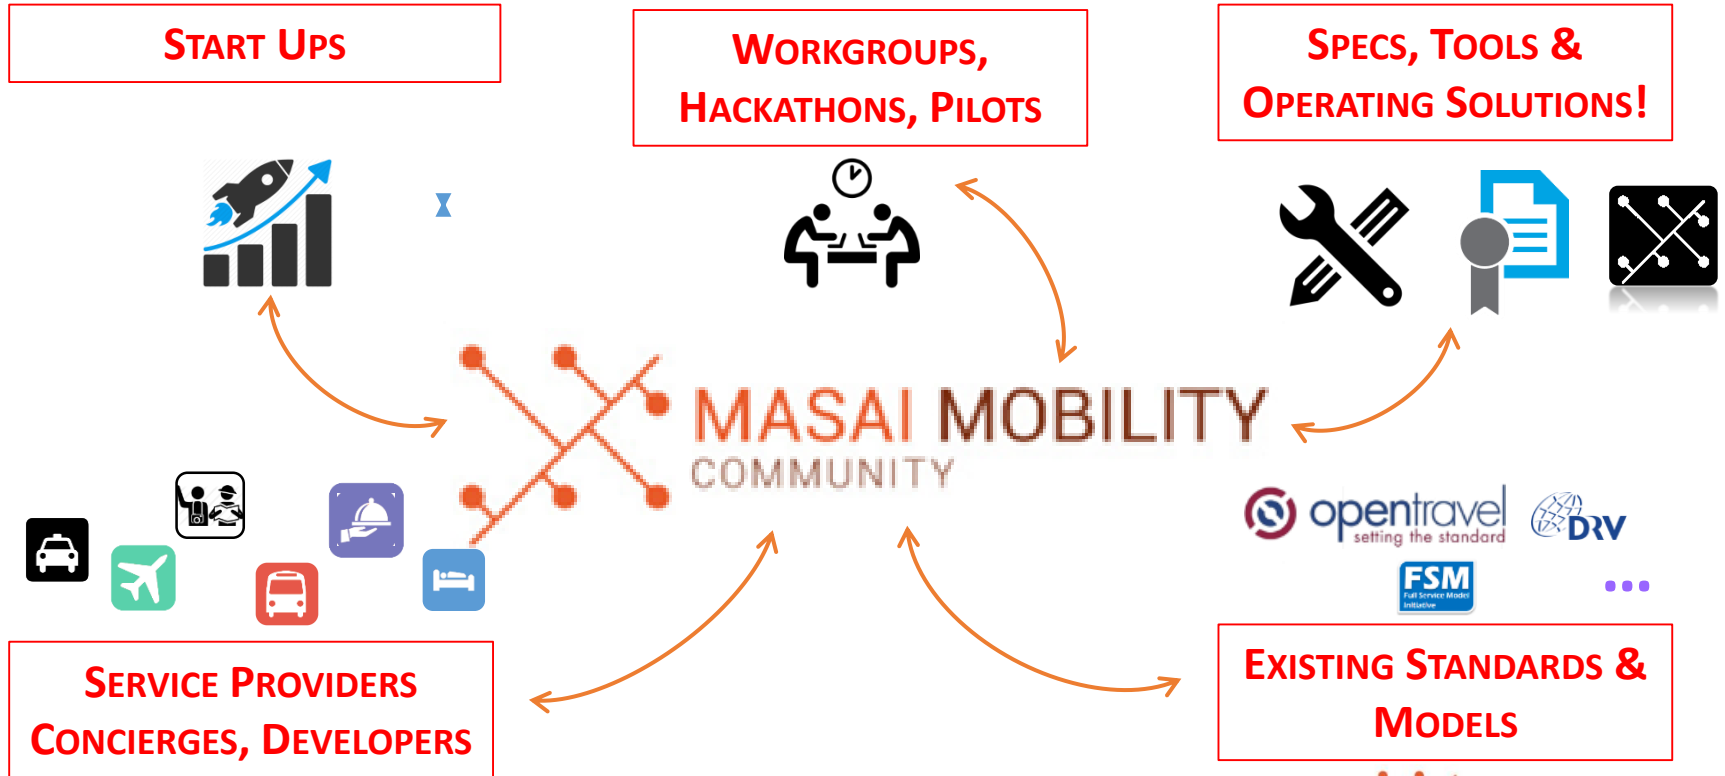 START UPS
WORKGROUPS,
HACKATHONS, PILOTS
SPECS, TOOLS &
OPERATING SOLUTIONS!
MASAI MOBILITY
COMMUNITY
opentravel
setting the standard
DRV
FSM
Full Service Model
Initiative
...
SERVICE PROVIDERS
CONCIERGES, DEVELOPERS
EXISTING STANDARDS &
MODELS